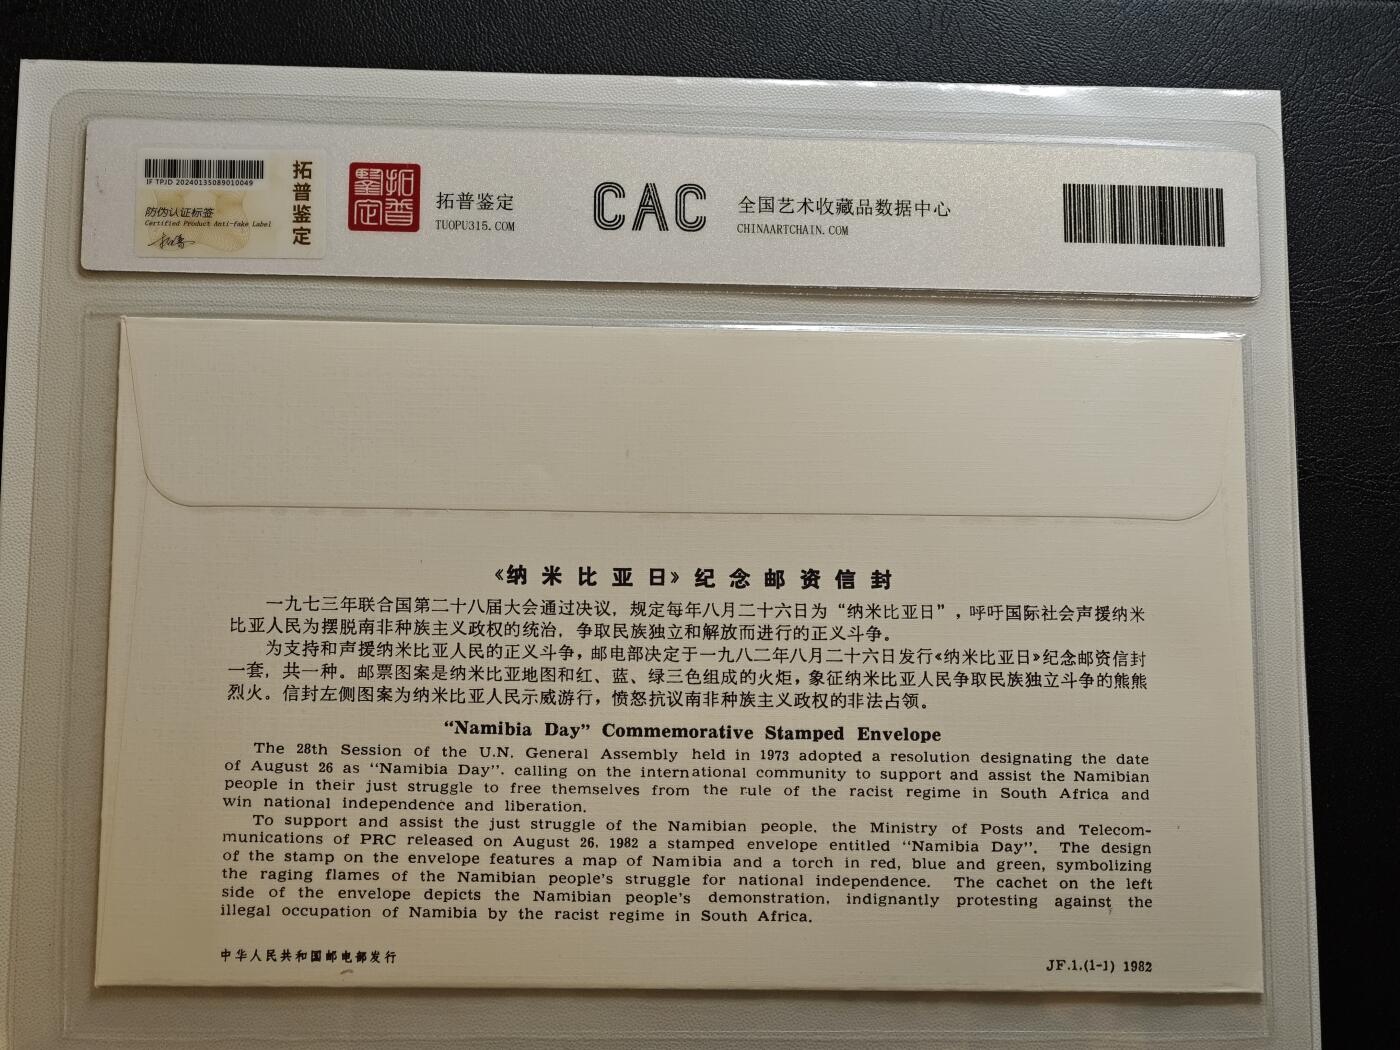 IF TPJD 20240135089010049
防伪认证标签
Certified Product Anti-fake Label
拓普鉴定
拓普鉴定
TUOPU315.COM
CAC
全国艺术收藏品数据中心
CHINAARTCHAIN.COM
《纳米比亚日》纪念邮资信封
一九七三年联合国第二十八届大会通过决议，规定每年八月二十六日为“纳米比亚日”，呼吁国际社会声援纳米
比亚人民为摆脱南非种族主义政权的统治，争取民族独立和解放而进行的正义斗争。
为支持和声援纳米比亚人民的正义斗争，邮电部决定于一九八二年八月二十六日发行《纳米比亚日》纪念邮资信封
一套，共一种。邮票图案是纳米比亚地图和红、蓝、绿三色组成的火炬，象征纳米比亚人民争取民族独立斗争的熊熊
烈火。信封左侧图案为纳米比亚人民示威游行，愤怒抗议南非种族主义政权的非法占领。
“Namibia Day” Commemorative Stamped Envelope
The 28th Session of the U.N. General Assembly held in 1973 adopted a resolution designating the date
of August 26 as “Namibia Day”. calling on the international community to support and assist the Namibian
people in their just struggle to free themselves from the rule of the racist regime in South Africa and
win national independence and liberation.
To support and assist the just struggle of the Namibian people, the Ministry of Posts and Telecom-
munications of PRC released on August 26, 1982 a stamped envelope entitled “Namibia Day”. The design
of the stamp on the envelope features a map of Namibia and a torch in red, blue and green, symbolizing
the raging flames of the Namibian people's struggle for national independence. The cachet on the left
side of the envelope depicts the Namibian people's demonstration, indignantly protesting against the
illegal occupation of Namibia by the racist regime in South Africa.
中华人民共和国邮电部发行
JF.1.(1-1) 1982